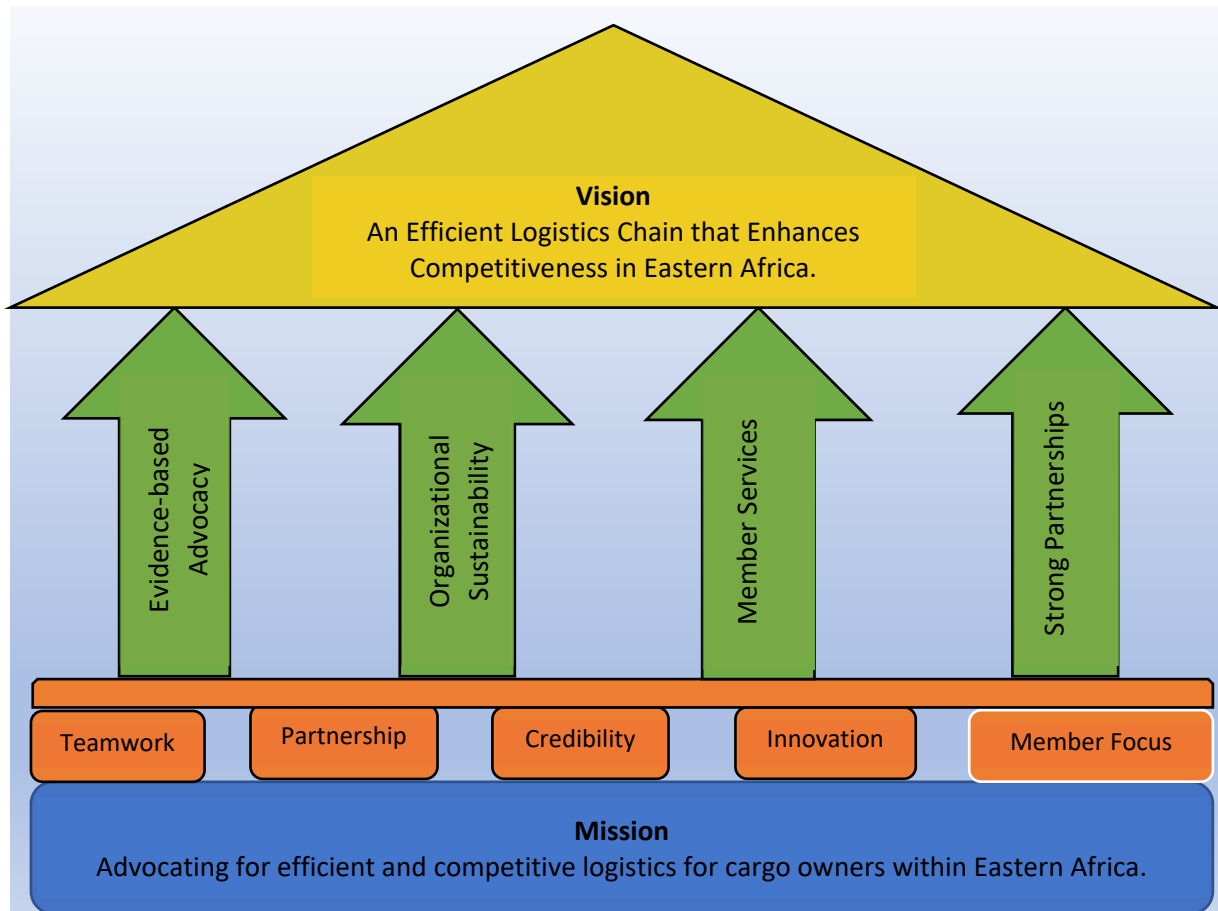 Vision
An Efficient Logistics Chain that Enhances
Competitiveness in Eastern Africa.
Evidence-based
Advocacy
Organizational
Sustainability
Member Services
Strong Partnerships
Teamwork
Partnership
Credibility
Innovation
Member Focus
Mission
Advocating for efficient and competitive logistics for cargo owners within Eastern Africa.